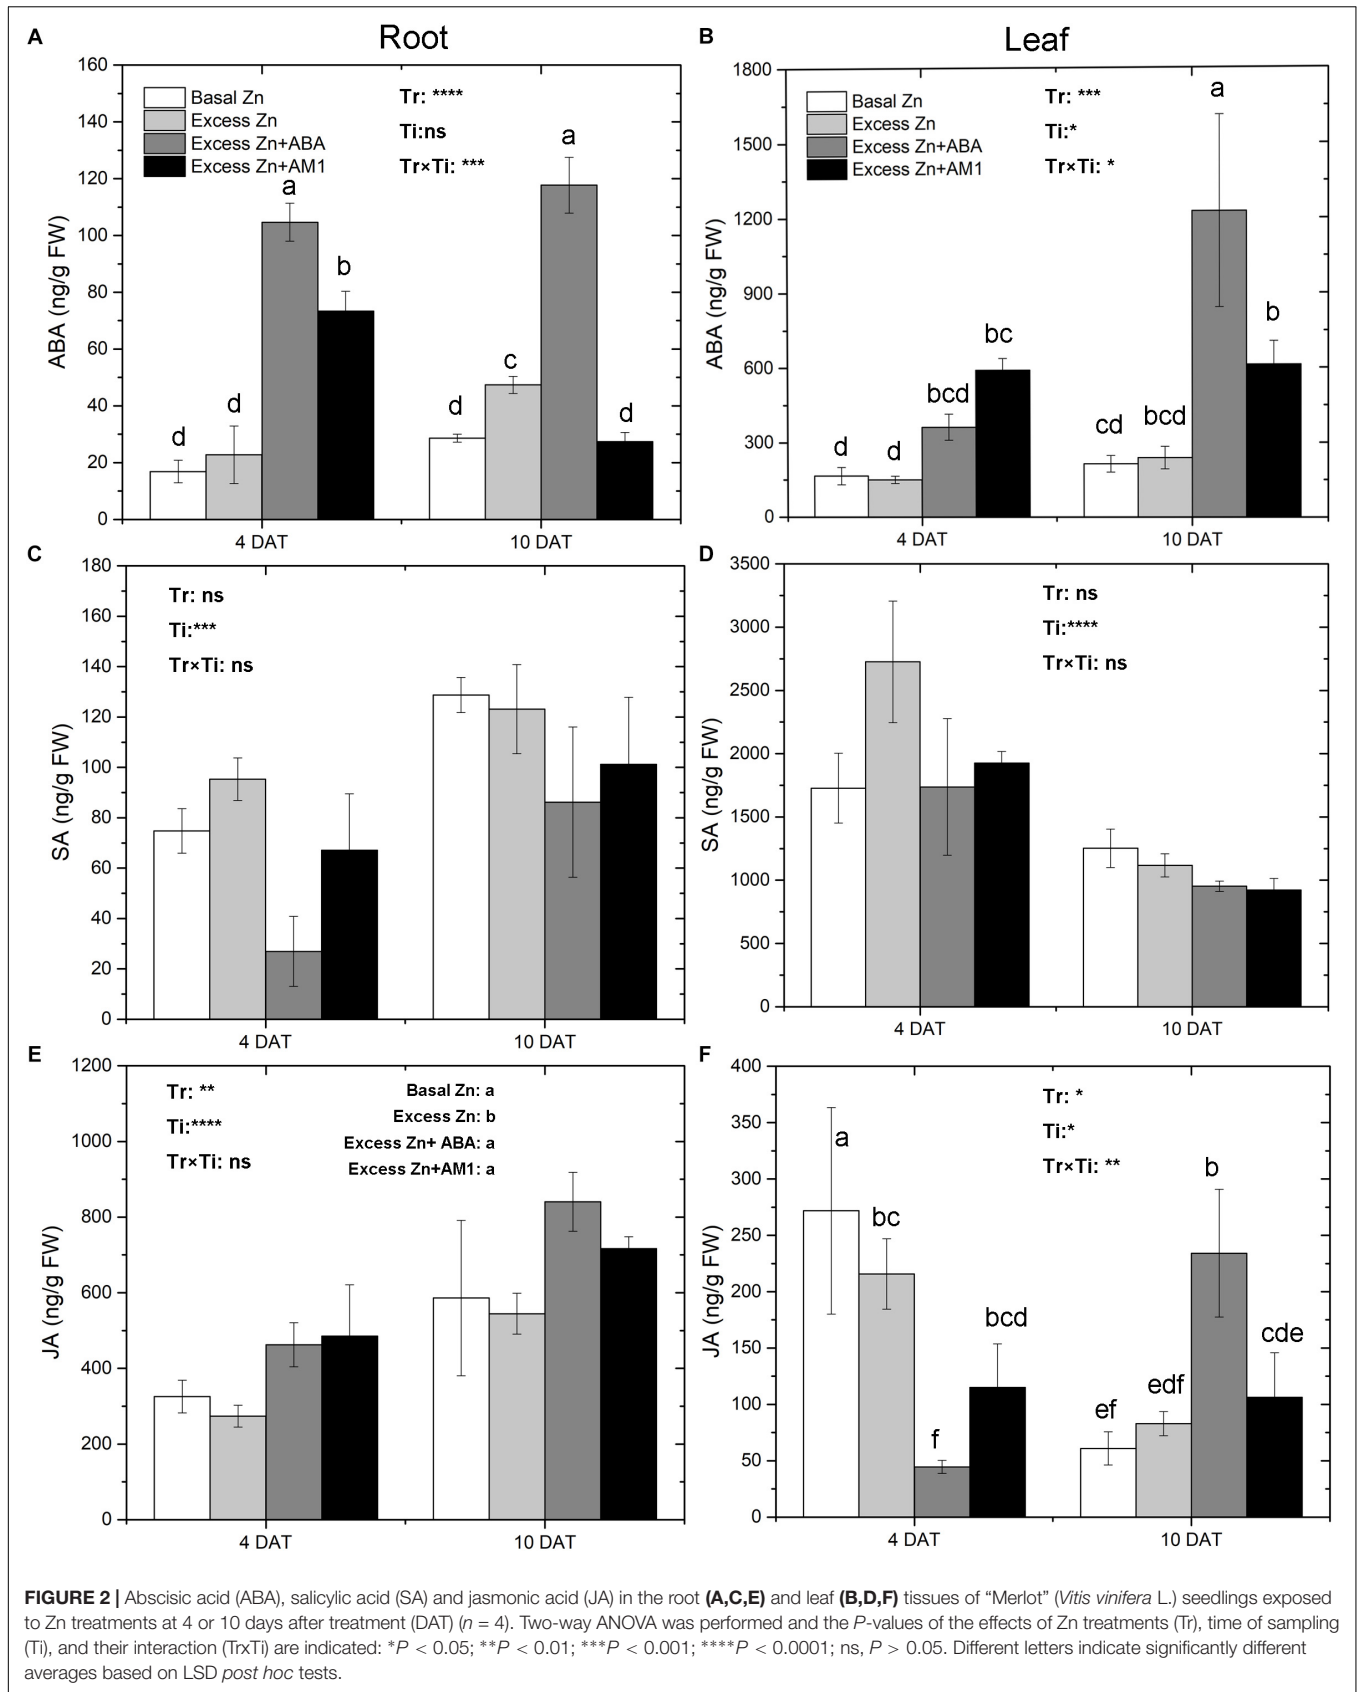 A
Root
160
140
120
100
80
60
40
20
0
ABA (ng/g FW)
Basal Zn
Excess Zn
Excess Zn+ABA
Excess Zn+AM1
Tr: ****
Ti:ns
Tr×Ti: ***
d
d
a
b
d
c
a
d
4 DAT
10 DAT
B
Leaf
1800
1500
1200
900
600
300
0
ABA (ng/g FW)
Basal Zn
Excess Zn
Excess Zn+ABA
Excess Zn+AM1
Tr: ***
Ti:*
Tr×Ti: *
d
d
bcd
bc
cd
bcd
a
b
4 DAT
10 DAT
C
180
160
140
120
100
80
60
40
20
0
SA (ng/g FW)
Tr: ns
Ti:***
Tr×Ti: ns
4 DAT
10 DAT
D
3500
3000
2500
2000
1500
1000
500
0
SA (ng/g FW)
Tr: ns
Ti:****
Tr×Ti: ns
4 DAT
10 DAT
E
1200
1000
800
600
400
200
0
JA (ng/g FW)
Tr: **
Ti:****
Tr×Ti: ns
Basal Zn: a
Excess Zn: b
Excess Zn+ ABA: a
Excess Zn+AM1: a
4 DAT
10 DAT
F
400
350
300
250
200
150
100
50
0
JA (ng/g FW)
Tr: *
Ti:*
Tr×Ti: **
a
bc
f
bcd
ef
edf
b
cde
4 DAT
10 DAT
FIGURE 2 | Abscisic acid (ABA), salicylic acid (SA) and jasmonic acid (JA) in the root (A,C,E) and leaf (B,D,F) tissues of “Merlot” (Vitis vinifera L.) seedlings exposed
to Zn treatments at 4 or 10 days after treatment (DAT) (n = 4). Two-way ANOVA was performed and the P-values of the effects of Zn treatments (Tr), time of sampling
(Ti), and their interaction (TrxTi) are indicated: *P < 0.05; **P < 0.01; ***P < 0.001; ****P < 0.0001; ns, P > 0.05. Different letters indicate significantly different
averages based on LSD post hoc tests.